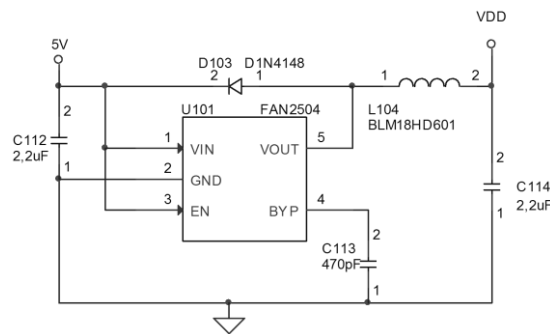 VDD
5V
D103 D1N4148
2 1 1 2
U101 FAN2504
L104
BLM18HD601
2
C112
2,2uF
1
1 VIN VOUT 5
2 GND
3 EN BYP 4
2
C114
2,2uF
1
2
C113
470pF
1